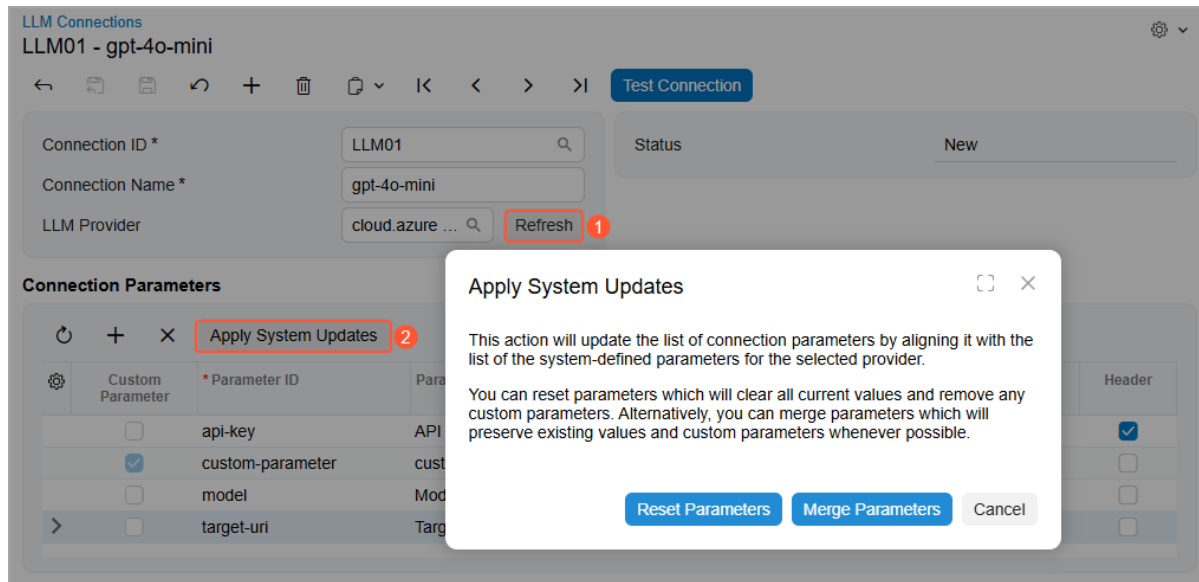 LLM Connections
LLM01 - gpt-4o-mini
Test Connection
Connection ID *
LLM01
Status
New
Connection Name *
gpt-4o-mini
LLM Provider
cloud.azure ...
Refresh
1
Connection Parameters
Apply System Updates
2
Custom
Parameter
* Parameter ID
Para
Header
api-key
API
custom-parameter
cust
model
Mod
target-uri
Targ
Apply System Updates
This action will update the list of connection parameters by aligning it with the
list of the system-defined parameters for the selected provider.
You can reset parameters which will clear all current values and remove any
custom parameters. Alternatively, you can merge parameters which will
preserve existing values and custom parameters whenever possible.
Reset Parameters
Merge Parameters
Cancel